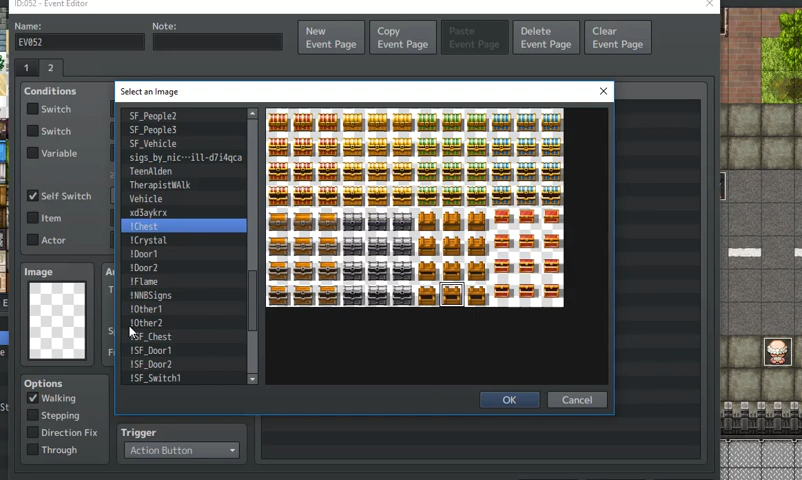 ID:052 - Event Editor
Name:
Note:
EV052
New
Event Page
Copy
Event Page
Paste
Event Page
Delete
Event Page
Clear
Event Page
1
2
Conditions
Switch
Switch
Variable
Self Switch
Item
Actor
Image
Options
Walking
Stepping
Direction Fix
Through
Trigger
Action Button
Select an Image
SF_People2
SF_People3
SF_Vehicle
sigs_by_nic…ill-d7i4qca
TeenAlden
TherapistWAlk
Vehicle
xd3aykrx
!Chest
!Crystal
!Door1
!Door2
!Flame
!NNBSigns
!Other1
!Other2
!SF_Chest
!SF_Door1
!SF_Door2
!SF_Switch1
OK
Cancel